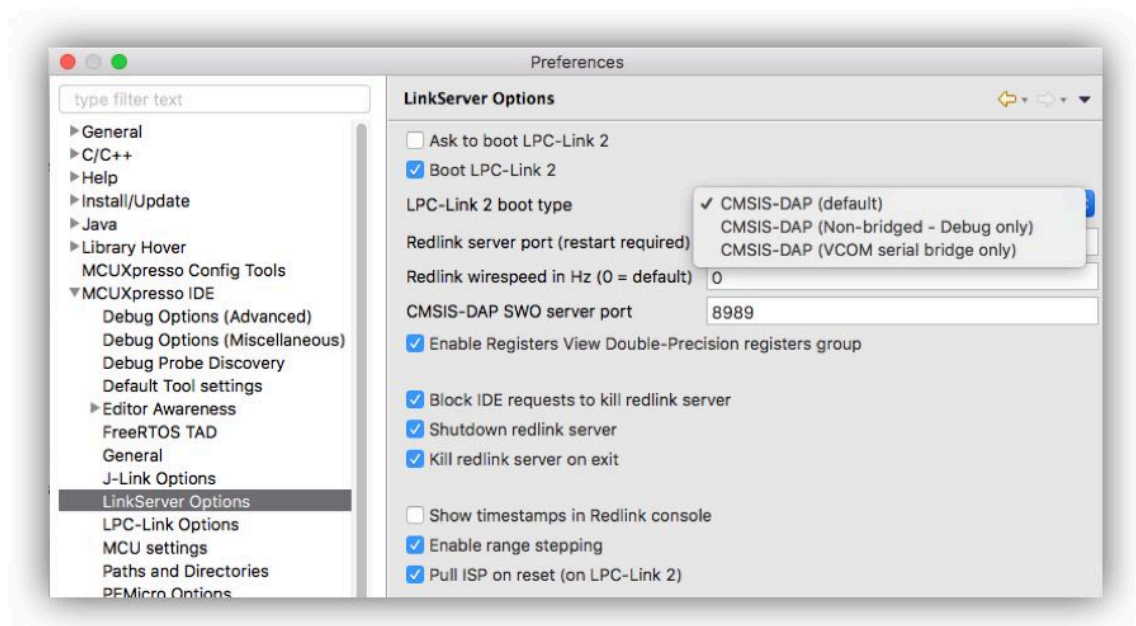 Preferences
type filter text
General
C/C++
Help
Install/Update
Java
Library Hover
MCUXpresso Config Tools
MCUXpresso IDE
Debug Options (Advanced)
Debug Options (Miscellaneous)
Debug Probe Discovery
Default Tool settings
Editor Awareness
FreeRTOS TAD
General
J-Link Options
LinkServer Options
LPC-Link Options
MCU settings
Paths and Directories
PEMicro Options
LinkServer Options
Ask to boot LPC-Link 2
Boot LPC-Link 2
LPC-Link 2 boot type
✓ CMSIS-DAP (default)
CMSIS-DAP (Non-bridged - Debug only)
CMSIS-DAP (VCOM serial bridge only)
Redlink server port (restart required)
Redlink wirespeed in Hz (0 = default) 0
CMSIS-DAP SWO server port 8989
Enable Registers View Double-Precision registers group
Block IDE requests to kill redlink server
Shutdown redlink server
Kill redlink server on exit
Show timestamps in Redlink console
Enable range stepping
Pull ISP on reset (on LPC-Link 2)